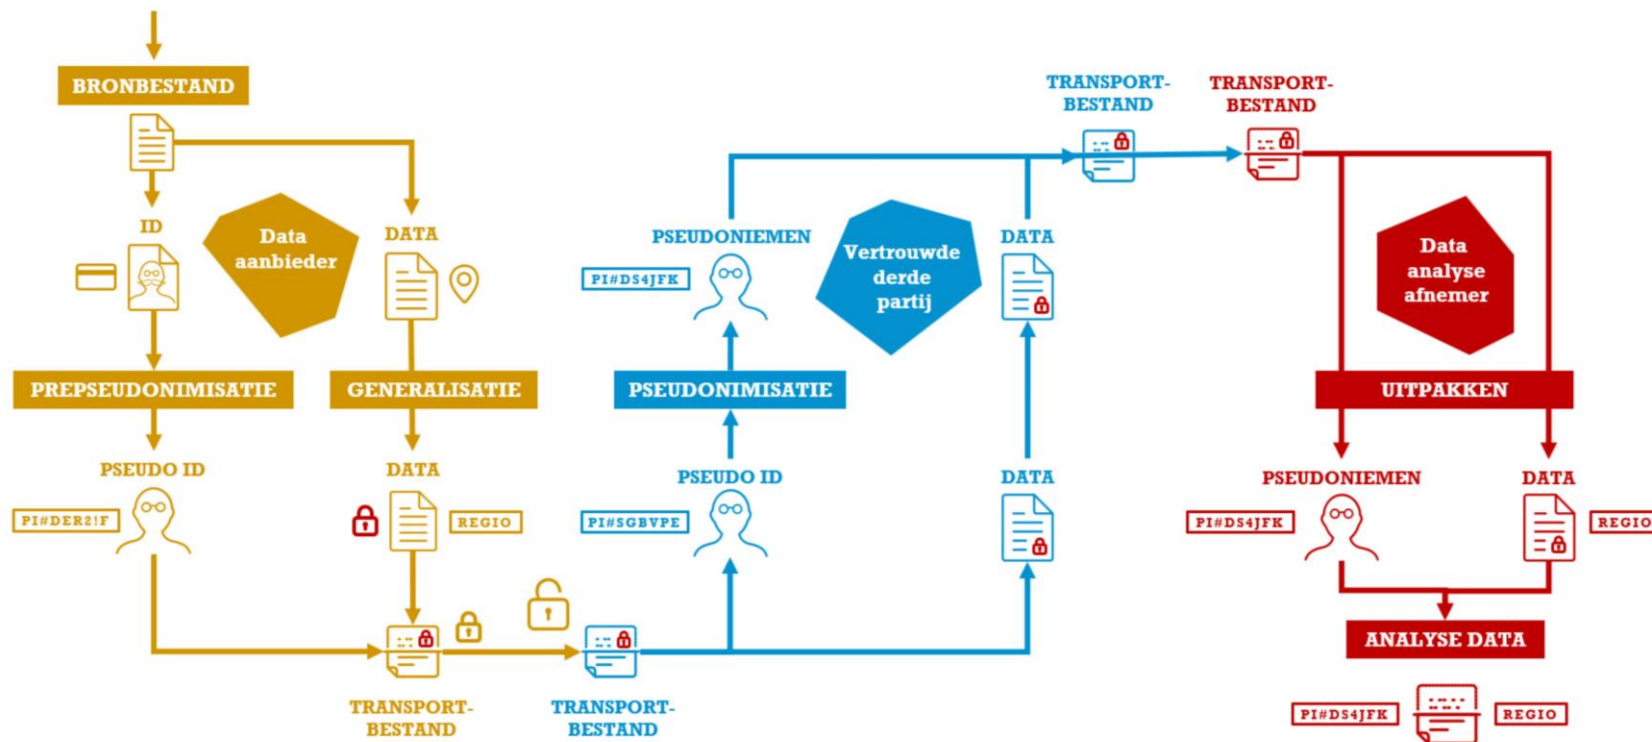 BRONBESTAND
ID
Data
aanbieder
DATA
PREPSEUDONIMISATIE
GENERALISATIE
PSEUDO ID
PI#DER2!F
DATA
REGIO
TRANSPORT-
BESTAND
TRANSPORT-
BESTAND
PSEUDO ID
PI#SGBVPE
DATA
PSEUDONIMISATIE
PSEUDONIEMEN
PI#DS4JFK
Vertrouwde
derde
partij
DATA
TRANSPORT-
BESTAND
TRANSPORT-
BESTAND
Data
analyse
afnemer
UITPAKKEN
PSEUDONIEMEN
PI#DS4JFK
DATA
REGIO
ANALYSE DATA
PI#DS4JFK
REGIO